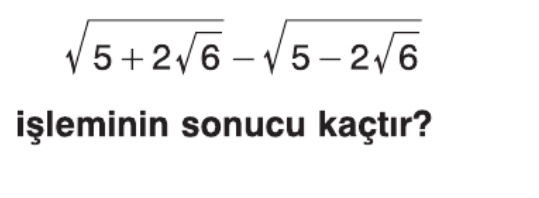 √(5 + 2√6) − √(5 − 2√6)
işleminin sonucu kaçtır?